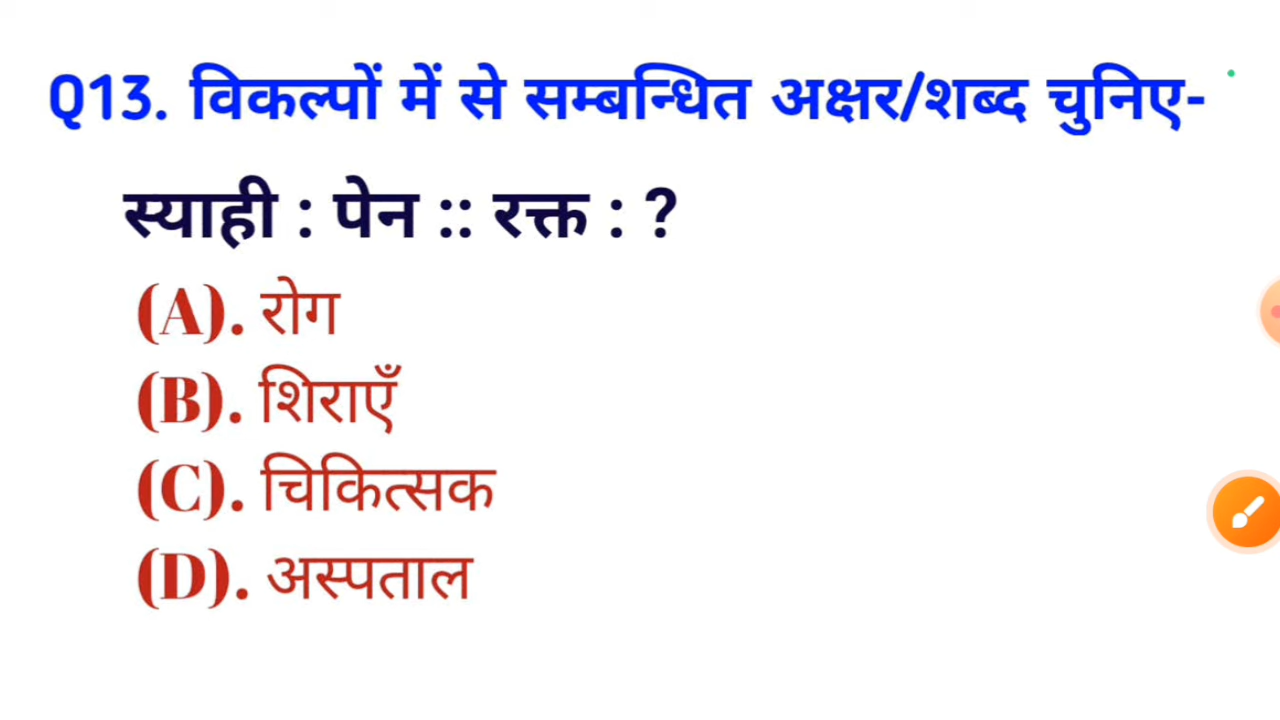 Q13. विकल्पों में से सम्बन्धित अक्षर/शब्द चुनिए-
स्याही : पेन :: रक्त : ?
(A). रोग
(B). शिराएँ
(C). चिकित्सक
(D). अस्पताल